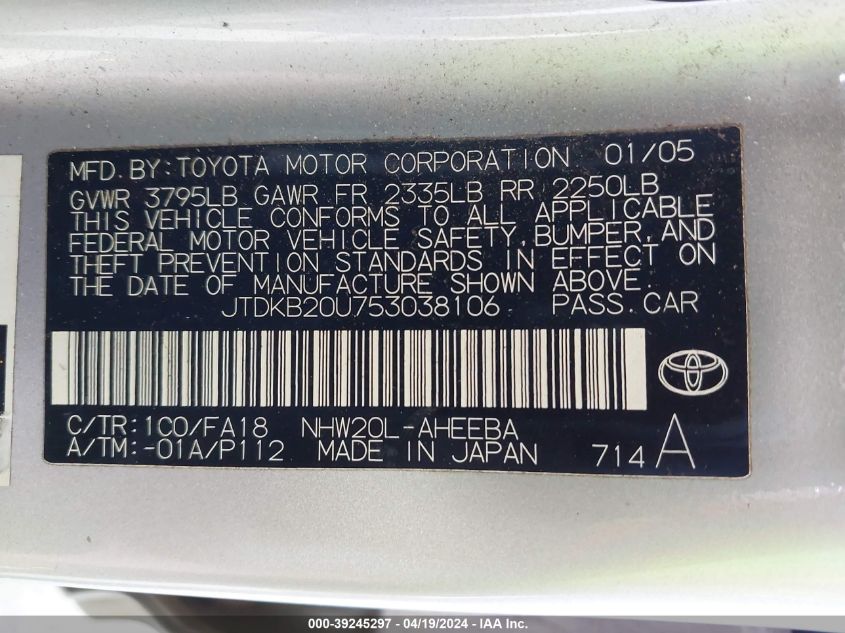 MFD. BY: TOYOTA MOTOR CORPORATION 01/05
GVWR 3795LB GAWR FR 2335LB RR 2250LB
THIS VEHICLE CONFORMS TO ALL APPLICABLE
FEDERAL MOTOR VEHICLE SAFETY, BUMPER, AND
THEFT PREVENTION STANDARDS IN EFFECT ON
THE DATE OF MANUFACTURE SHOWN ABOVE.
JTDKB20U753038106 PASS. CAR
C/TR: 1C0/FA18 NHW20L-AHEEBA
A/TM: -01A/P112 MADE IN JAPAN 714 A
000-39245297 - 04/19/2024 - IEAAI, Inc.